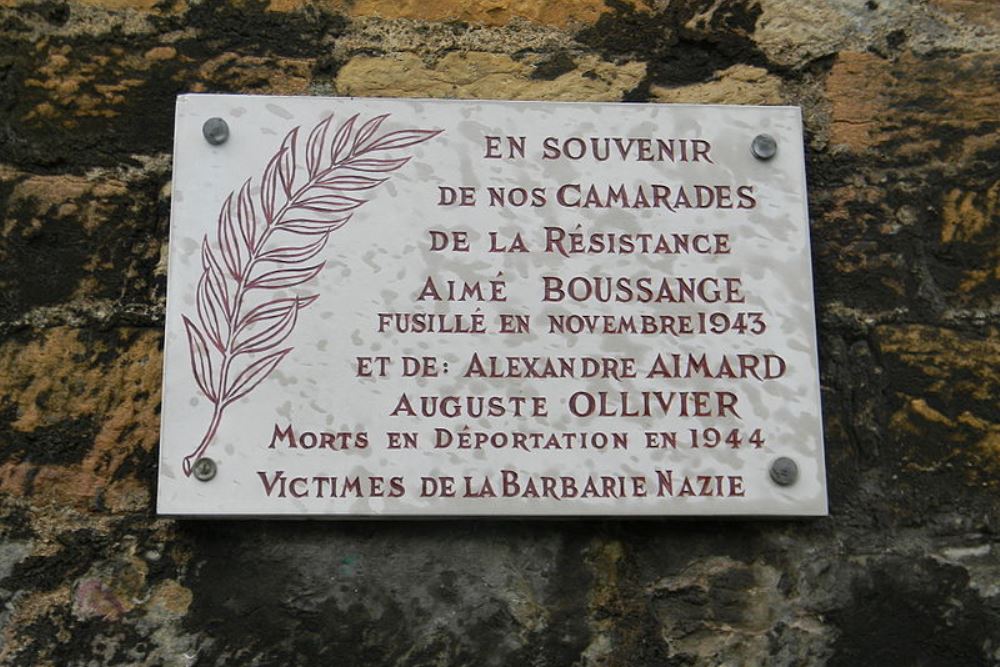 EN SOUVENIR
DE NOS CAMARADES
DE LA RÉSISTANCE
AIMÉ BOUSSANGE
FUSILLÉ EN NOVEMBRE 1943
ET DE: ALEXANDRE AIMARD
AUGUSTE OLLIVIER
MORTS EN DÉPORTATION EN 1944
VICTIMES DE LA BARBARIE NAZIE